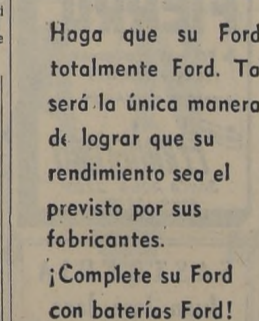 Haga que su Ford
totalmente Ford. Ta
será la única manera
de lograr que su
rendimiento sea el
previsto por sus
fabricantes.
¡Complete su Ford
con baterías Ford!